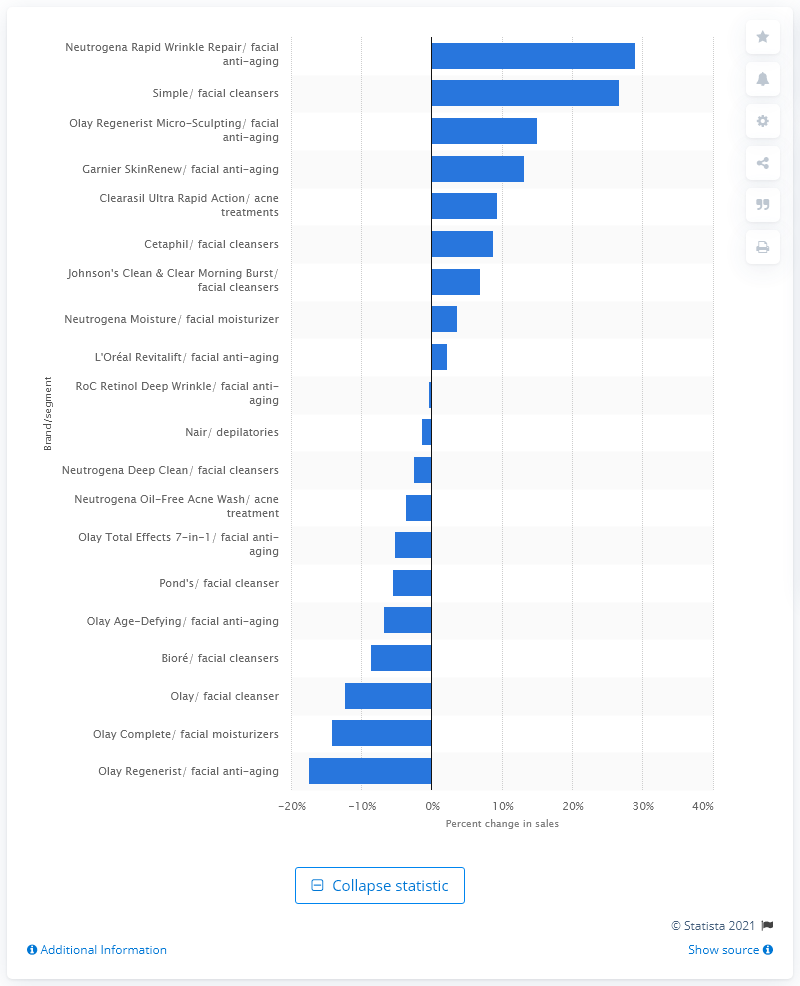 Neutrogena Rapid Wrinkle Repair/ facial
anti-aging
Simple/ facial cleansers
Olay Regenerist Micro-Sculpting/ facial
anti-aging
Garnier SkinRenew/ facial anti-aging
Clearasil Ultra Rapid Action/ acne
treatments
Cetaphil/ facial cleansers
Johnson's Clean & Clear Morning Burst/
facial cleansers
Neutrogena Moisture/ facial moisturizer
L'Oréal Revitalift/ facial anti-aging
RoC Retinol Deep Wrinkle/ facial anti-
aging
Nair/ depilatories
Neutrogena Deep Clean/ facial cleansers
Neutrogena Oil-Free Acne Wash/ acne
treatment
Olay Total Effects 7-in-1/ facial anti-
aging
Pond's/ facial cleanser
Olay Age-Defying/ facial anti-aging
Bioré/ facial cleansers
Olay/ facial cleanser
Olay Complete/ facial moisturizers
Olay Regenerist/ facial anti-aging
Brand/segment
-20% -10% 0% 10% 20% 30% 40%
Percent change in sales
Collapse statistic
© Statista 2021
Additional Information
Show source